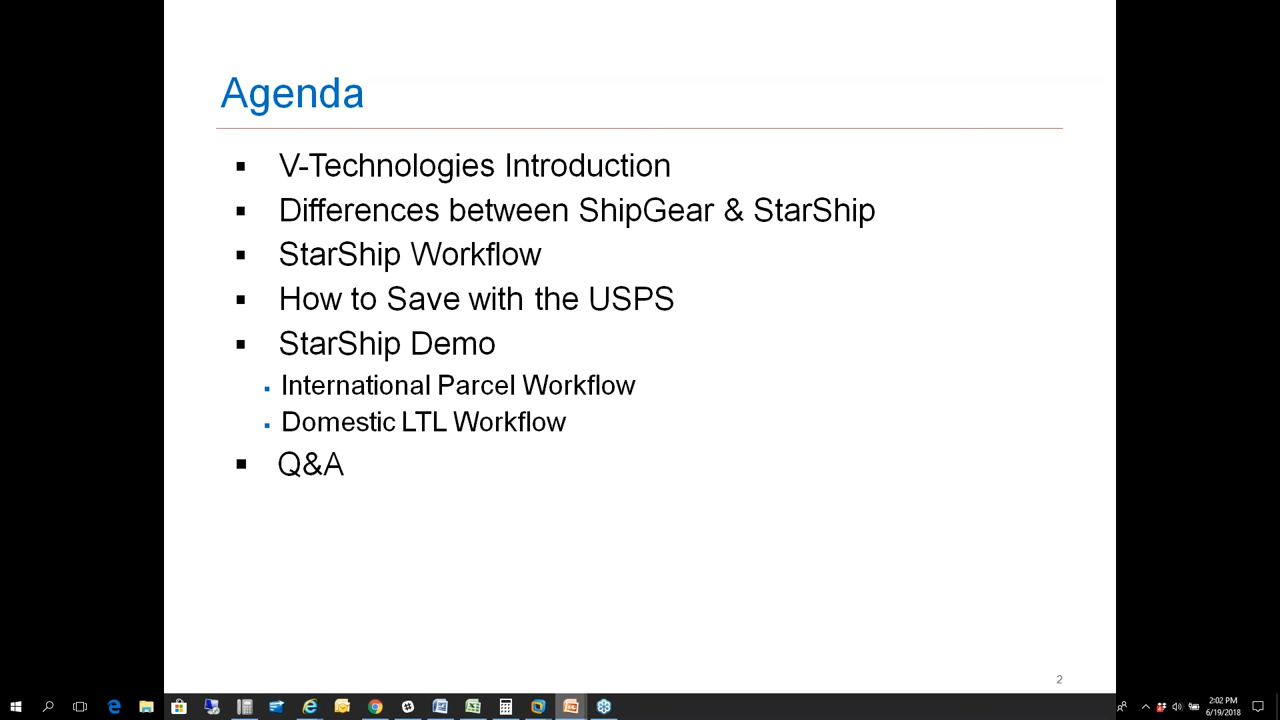 Agenda
V-Technologies Introduction
Differences between ShipGear & StarShip
StarShip Workflow
How to Save with the USPS
StarShip Demo
International Parcel Workflow
Domestic LTL Workflow
Q&A
2
2:02 PM
6/19/2018